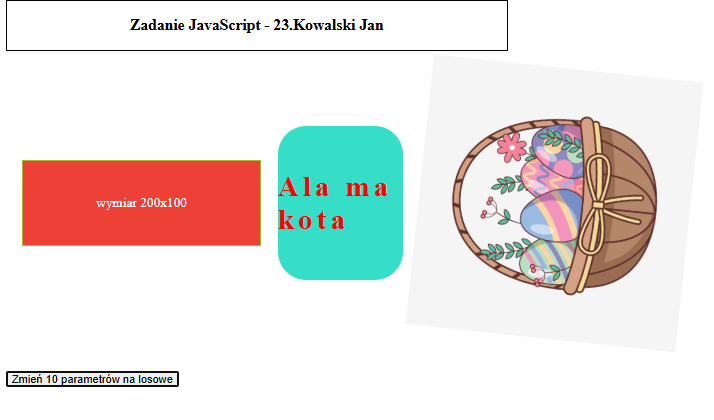 Zadanie JavaScript - 23.Kowalski Jan
wymiar 200x100
Ala ma
kota
Zmień 10 parametrów na losowe